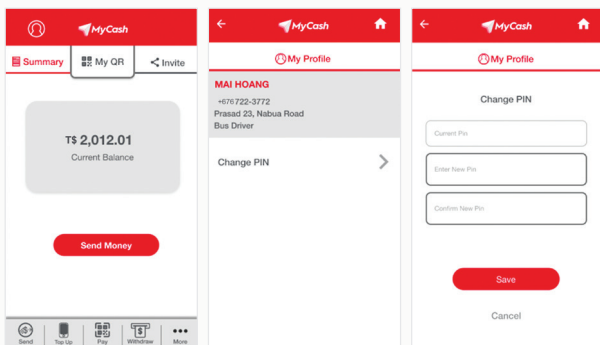 MyCash
Summary
My QR
Invite
T$ 2,012.01
Current Balance
Send Money
Send
Top Up
Pay
Withdraw
More
MyCash
My Profile
MAI HOANG
+676 722-3772
Prasad 23, Nabua Road
Bus Driver
Change PIN
MyCash
My Profile
Change PIN
Current Pin
Enter New Pin
Confirm New Pin
Save
Cancel